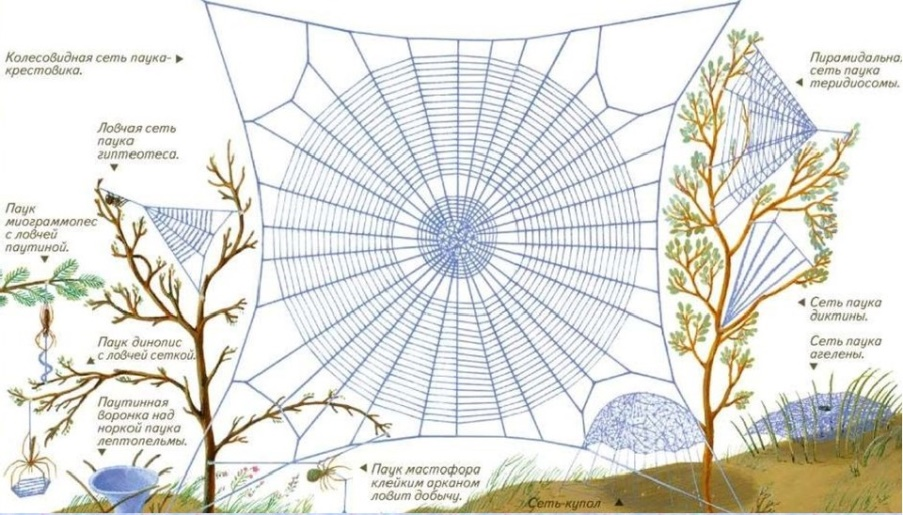 Колесовидная сеть паука-
крестовика.
Ловчая сеть
паука
гиптеотеса.
Паук
миограммопес
с ловчей
паутиной.
Паук динопис
с ловчей сеткой.
Паутинная
воронка над
норкой паука
лептопельмы.
Паук мастофора
клейким арканом
ловит добычу.
Сеть-купол
Пирамидальна
сеть паука
теридиосомы.
Сеть паука
диктины.
Сеть паука
агелены.